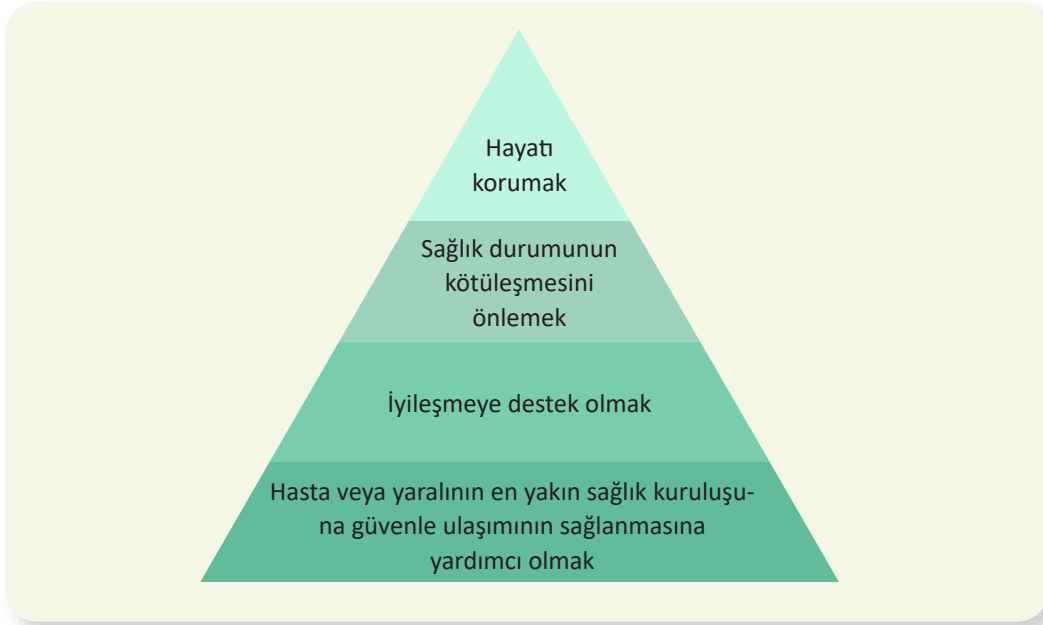 Hayatı
korumak
Sağlık durumunun
kötüleşmesini
önlemek
İyileşmeye destek olmak
Hasta veya yaralının en yakın sağlık kuruluşu-
na güvenle ulaşımının sağlanmasına
yardımcı olmak